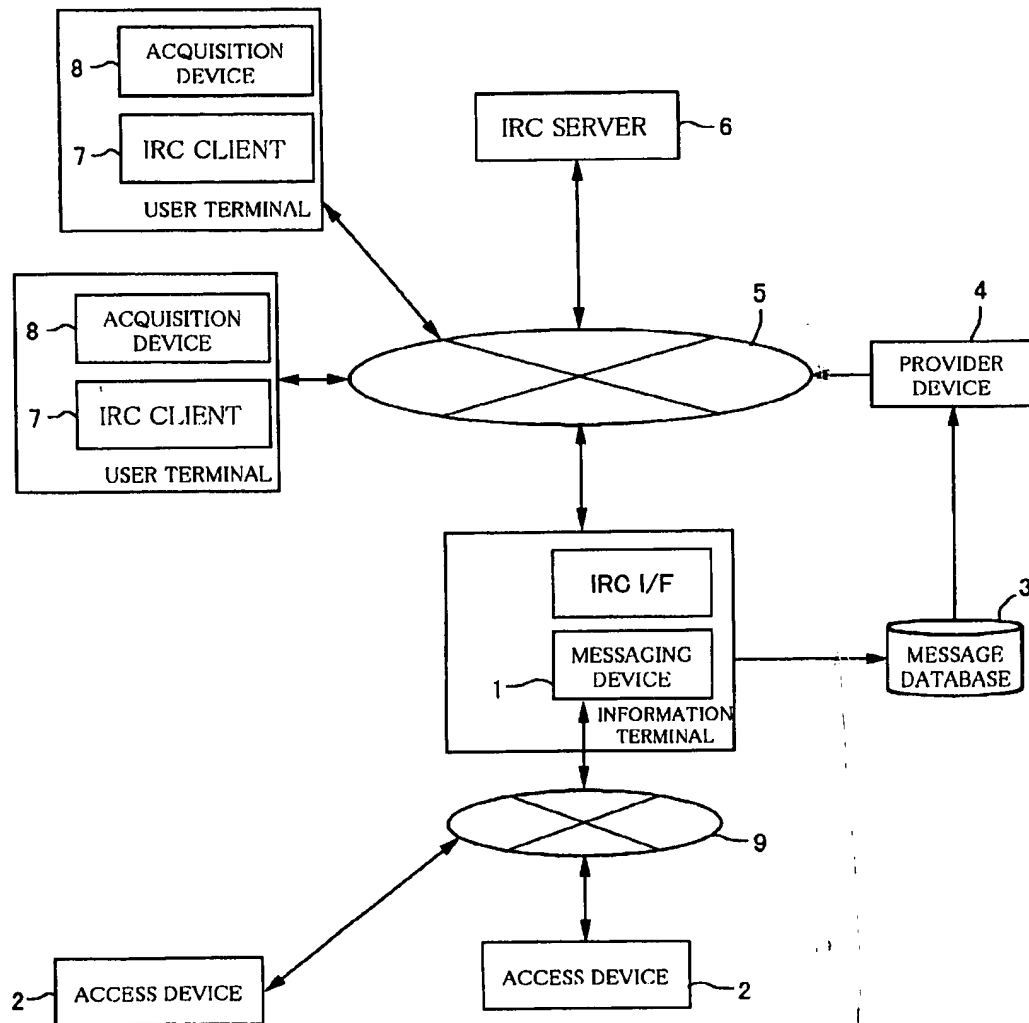 8
ACQUISITION
DEVICE
7
IRC CLIENT
USER TERMINAL
IRC SERVER
6
8
ACQUISITION
DEVICE
7
IRC CLIENT
USER TERMINAL
5
4
PROVIDER
DEVICE
IRC I/F
1
MESSAGING
DEVICE
INFORMATION
TERMINAL
3
MESSAGE
DATABASE
9
2
ACCESS DEVICE
ACCESS DEVICE
2